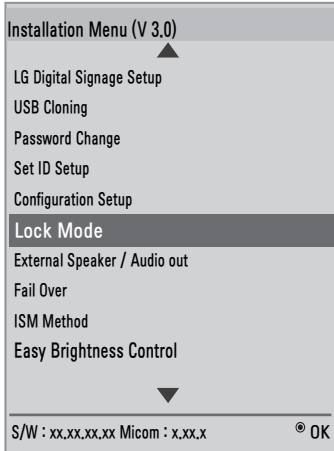 Installation Menu (V 3.0)
LG Digital Signage Setup
USB Cloning
Password Change
Set ID Setup
Configuration Setup
Lock Mode
External Speaker / Audio out
Fail Over
ISM Method
Easy Brightness Control
S/W : xx.xx.xx.xx Micom : x.xx.x OK